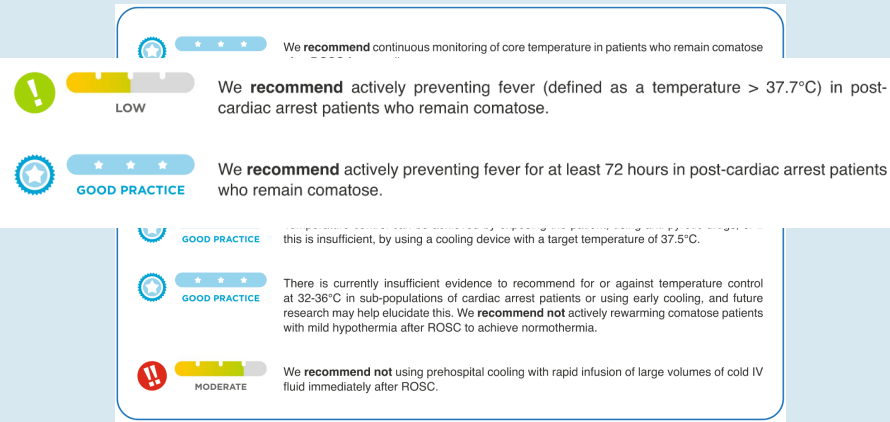 We recommend continuous monitoring of core temperature in patients who remain comatose
LOW
We recommend actively preventing fever (defined as a temperature > 37.7°C) in post-
cardiac arrest patients who remain comatose.
GOOD PRACTICE
We recommend actively preventing fever for at least 72 hours in post-cardiac arrest patients
who remain comatose.
GOOD PRACTICE
this is insufficient, by using a cooling device with a target temperature of 37.5°C.
GOOD PRACTICE
There is currently insufficient evidence to recommend for or against temperature control
at 32-36°C in sub-populations of cardiac arrest patients or using early cooling, and future
research may help elucidate this. We recommend not actively rewarming comatose patients
with mild hypothermia after ROSC to achieve normothermia.
MODERATE
We recommend not using prehospital cooling with rapid infusion of large volumes of cold IV
fluid immediately after ROSC.